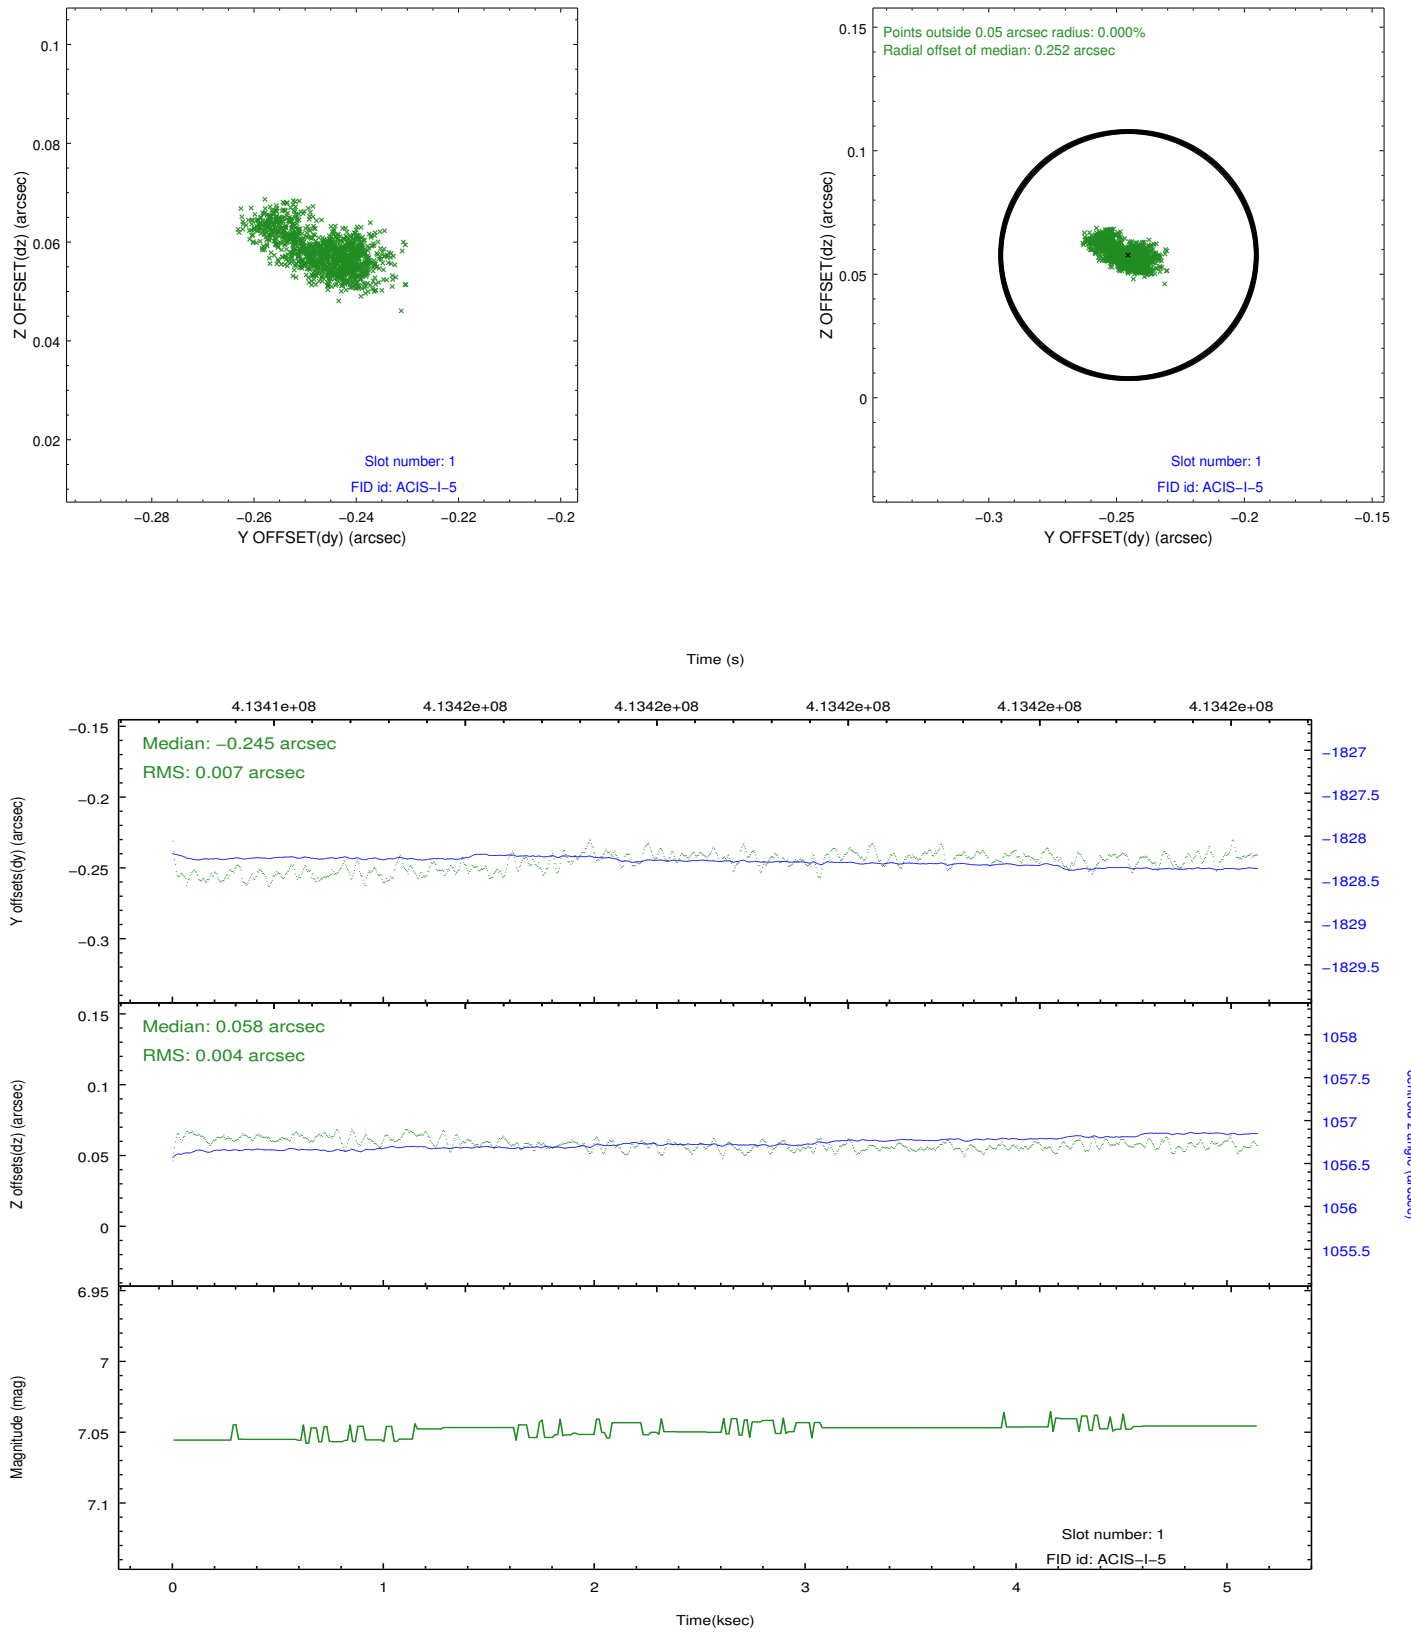 0.1
0.08
0.06
0.04
0.02
Z OFFSET(dz) (arcsec)
−0.28 −0.26 −0.24 −0.22 −0.2
Y OFFSET(dy) (arcsec)
Slot number: 1
FID id: ACIS−I−5
Points outside 0.05 arcsec radius: 0.000%
Radial offset of median: 0.252 arcsec
0.15
0.1
0.05
0
Z OFFSET(dz) (arcsec)
−0.3 −0.25 −0.2 −0.15
Y OFFSET(dy) (arcsec)
Slot number: 1
FID id: ACIS−I−5
Time (s)
4.1341e+08 4.1342e+08 4.1342e+08 4.1342e+08 4.1342e+08 4.1342e+08
Median: −0.245 arcsec
RMS: 0.007 arcsec
−0.15
−0.2
−0.25
−0.3
Y offsets(dy) (arcsec)
−1827
−1827.5
−1828
−1828.5
−1829
−1829.5
Median: 0.058 arcsec
RMS: 0.004 arcsec
0.15
0.1
0.05
0
Z offsets(dz) (arcsec)
1058
1057.5
1057
1056.5
1056
1055.5
6.95
7
7.05
7.1
Magnitude (mag)
Slot number: 1
FID id: ACIS−I−5
0 1 2 3 4 5
Time(ksec)